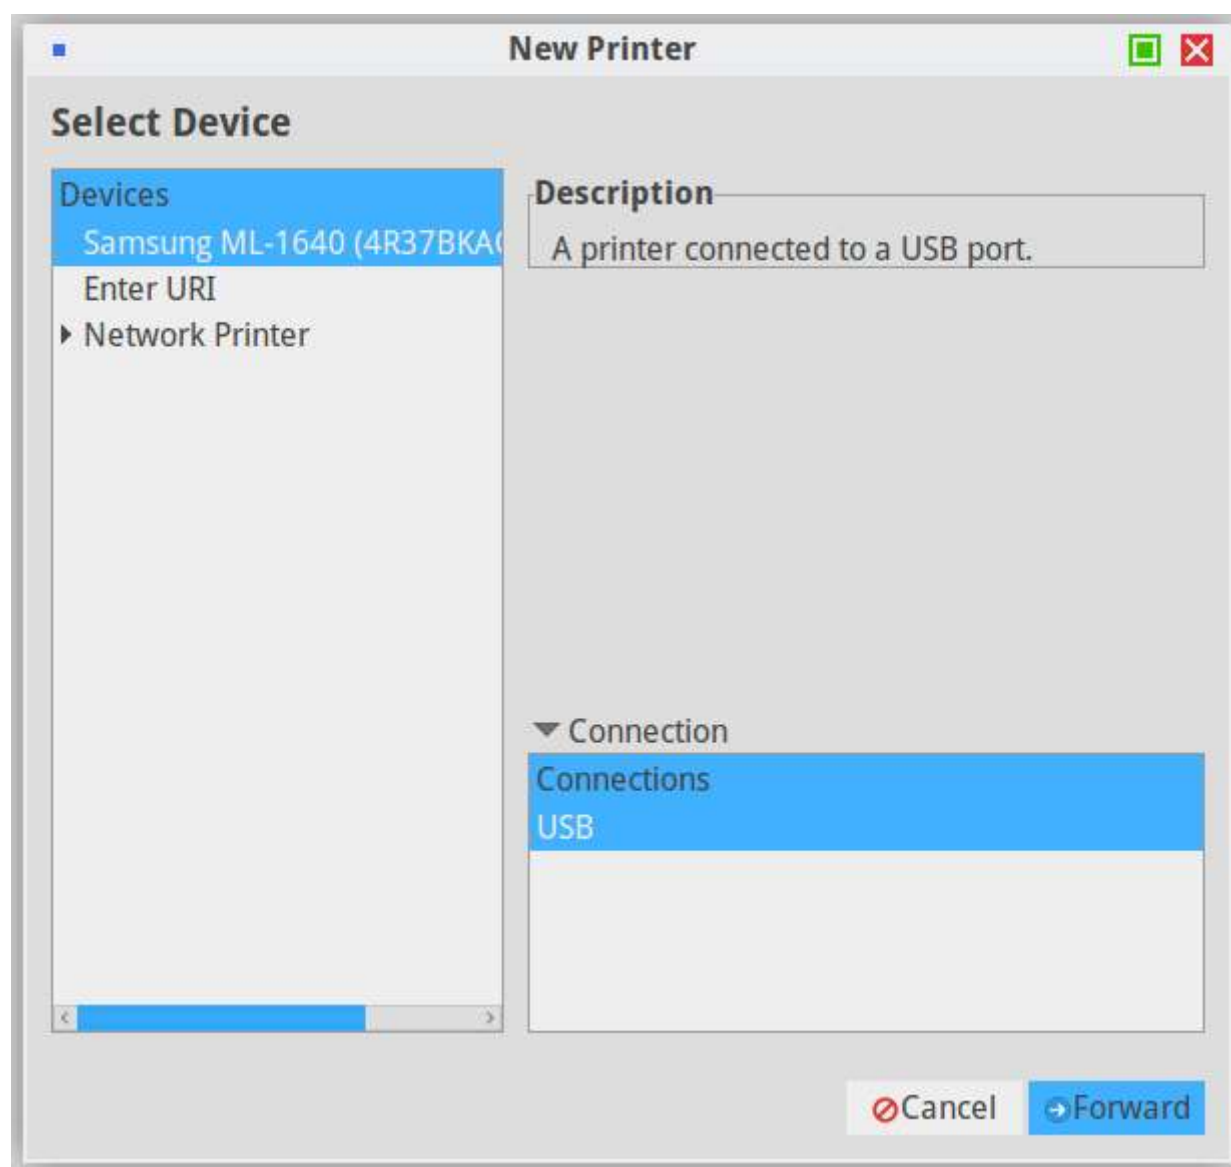 New Printer
Select Device
Devices
Samsung ML-1640 (4R37BKA
Enter URI
Network Printer
Description
A printer connected to a USB port.
Connection
Connections
USB
Cancel
Forward